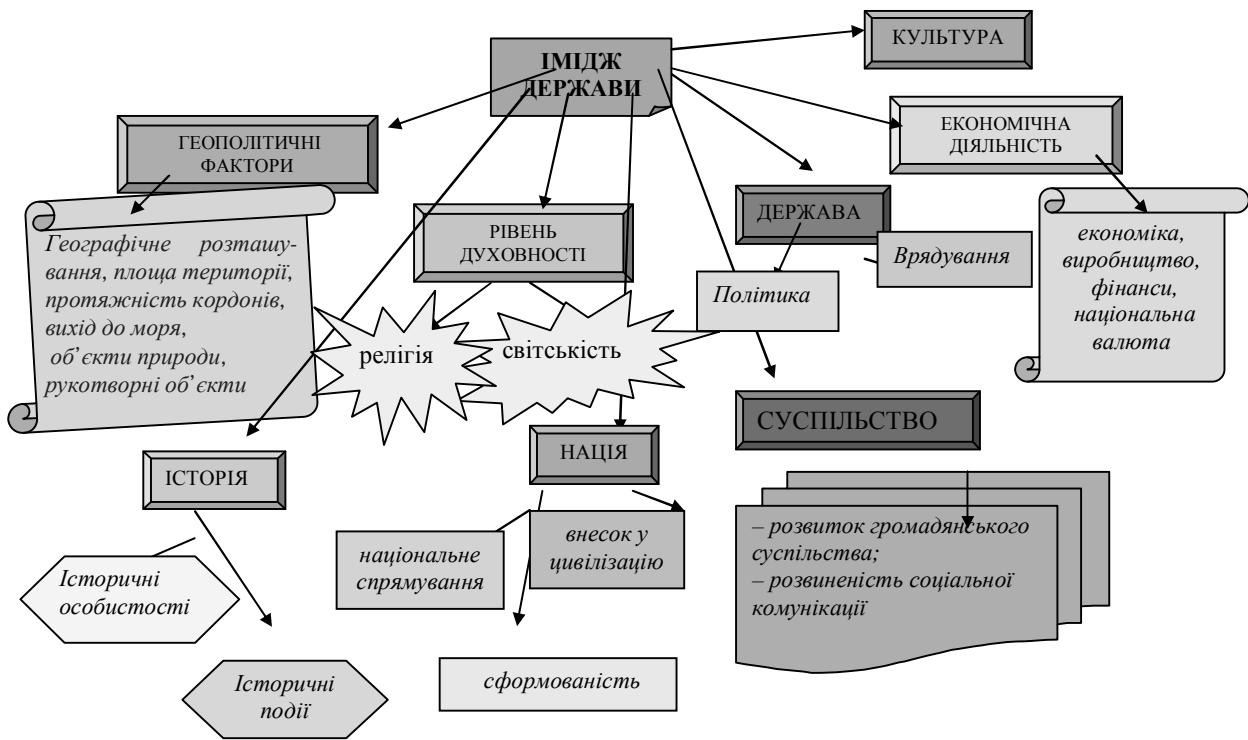 ІМІДЖ
ДЕРЖАВИ
КУЛЬТУРА
ЕКОНОМІЧНА
ДІЯЛЬНІСТЬ
економіка,
виробництво,
фінанси,
національна
валюта
ГЕОПОЛІТИЧНІ
ФАКТОРИ
Географічне розташу-
вання, площа території,
протяжність кордонів,
вихід до моря,
об’єкти природи,
рукотворні об’єкти
РІВЕНЬ
ДУХОВНОСТІ
релігія
світськість
ДЕРЖАВА
Врядування
Політика
СУСПІЛЬСТВО
– розвиток громадянського
суспільства;
– розвиненість соціальної
комунікації
ІСТОРІЯ
Історичні
особистості
Історичні
події
НАЦІЯ
національне
спрямування
внесок у
цивілізацію
сформованість